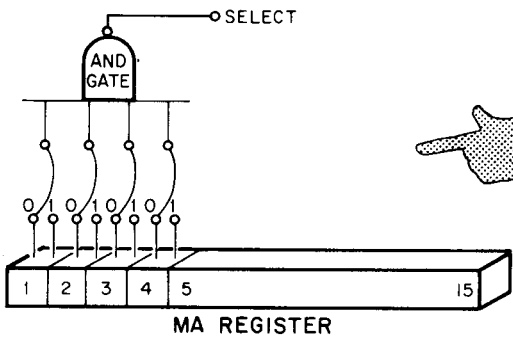 SELECT
AND
GATE
0 1 0 1 0 1 0 1
1 2 3 4 5 15
MA REGISTER